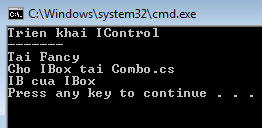 C:\Windows\system32\cmd.exe
Trien khai IControl
-------
Tai Fancy
Cho IBox tai Combo.cs
IB cua IBox
Press any key to continue . . .